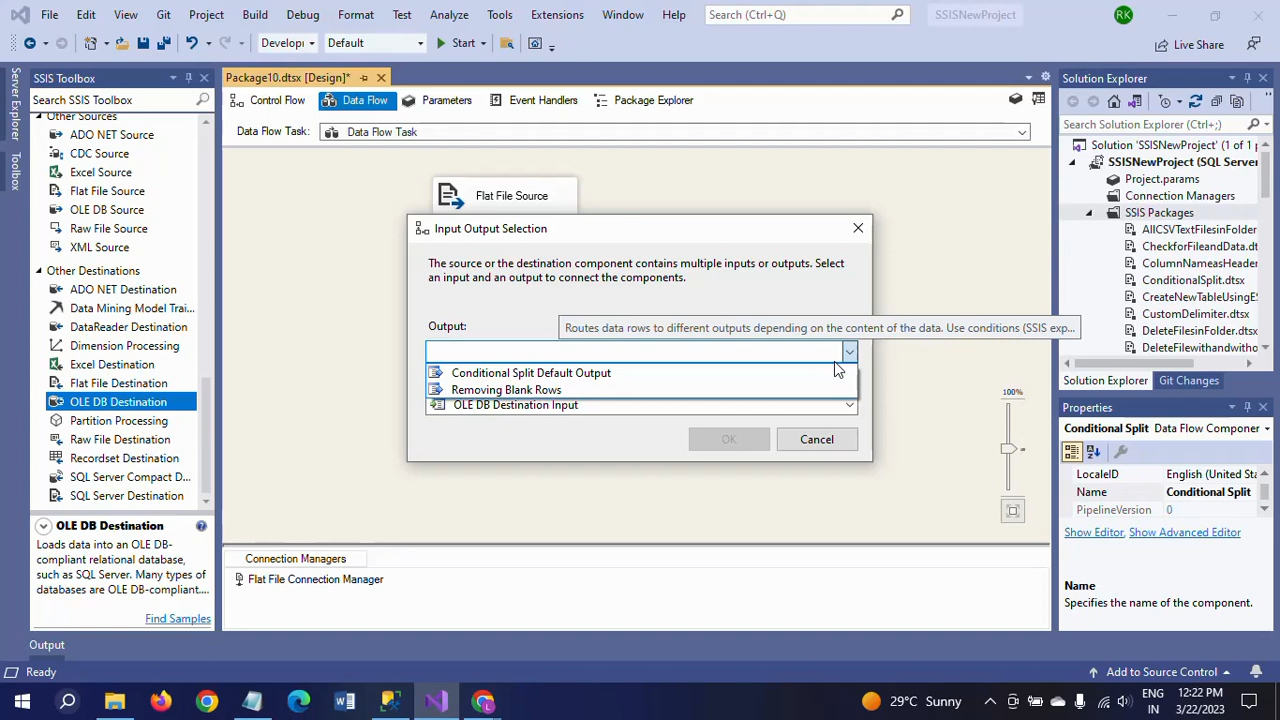 File Edit View Git Project Build Debug Format Test Analyze Tools Extensions Window Help Search (Ctrl+Q) SSISNewProject RK
Developi Default Start Live Share
Server Explorer
Toolbox
SSIS Toolbox
Search SSIS Toolbox
Other Sources
ADO NET Source
CDC Source
Excel Source
Flat File Source
OLE DB Source
Raw File Source
XML Source
Other Destinations
ADO NET Destination
Data Mining Model Trai...
DataReader Destination
Dimension Processing
Excel Destination
Flat File Destination
OLE DB Destination
Partition Processing
Raw File Destination
Recordset Destination
SQL Server Compact D...
SQL Server Destination
OLE DB Destination
Loads data into an OLE DB-
compliant relational database,
such as SQL Server. Many types of
databases are OLE DB-compliant....
Find Samples
Package10.dtsx [Design]*
Control Flow Data Flow Parameters Event Handlers Package Explorer
Data Flow Task: Data Flow Task
Flat File Source
Input Output Selection
The source or the destination component contains multiple inputs or outputs. Select
an input and an output to connect the components.
Output:
Routes data rows to different outputs depending on the content of the data. Use conditions (SSIS exp...
Conditional Split Default Output
Removing Blank Rows
OLE DB Destination Input
OK Cancel
100%
Connection Managers
Flat File Connection Manager
Solution Explorer
Search Solution Explorer (Ctrl+;)
Solution 'SSISNewProject' (1 of 1 p
SSISNewProject (SQL Server
Project.params
Connection Managers
SSIS Packages
AllCSVTextFilesinFolder
CheckforFileandData.dt
ColumnNameasHeader
ConditionalSplit.dtsx
CreateNewTableUsingE
CustomDelimiter.dtsx
DeleteFilesinFolder.dtsx
DeleteFilewithandwitho
Solution Explorer Git Changes
Properties
Conditional Split Data Flow Componer
LocaleID English (United Sta
Name Conditional Split
PipelineVersion 0
Show Editor, Show Advanced Editor
Name
Specifies the name of the component.
Output
Ready Add to Source Control
29°C Sunny ENG IN 12:22 PM 3/22/2023